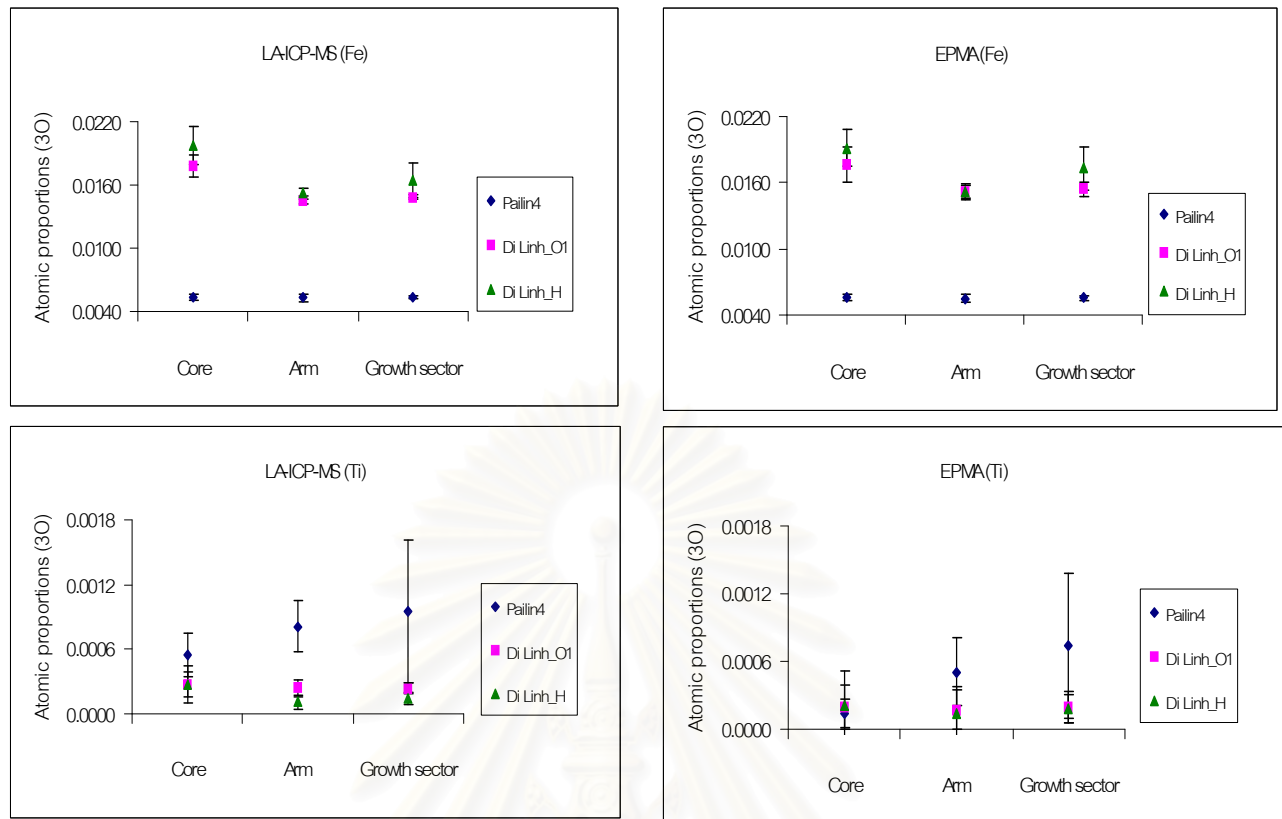 LA-ICP-MS (Fe)
Atomic proportions (3O)
0.0220
0.0160
0.0100
0.0040
Core Arm Growth sector
Pailin4
Di Linh_O1
Di Linh_H
EPMA (Fe)
Atomic proportions (3O)
0.0220
0.0160
0.0100
0.0040
Core Arm Growth sector
Pailin4
Di Linh_O1
Di Linh_H
LA-ICP-MS (Ti)
Atomic proportions (3O)
0.0018
0.0012
0.0006
0.0000
Core Arm Growth sector
Pailin4
Di Linh_O1
Di Linh_H
EPMA (Ti)
Atomic proportions (3O)
0.0018
0.0012
0.0006
0.0000
Core Arm Growth sector
Pailin4
Di Linh_O1
Di Linh_H